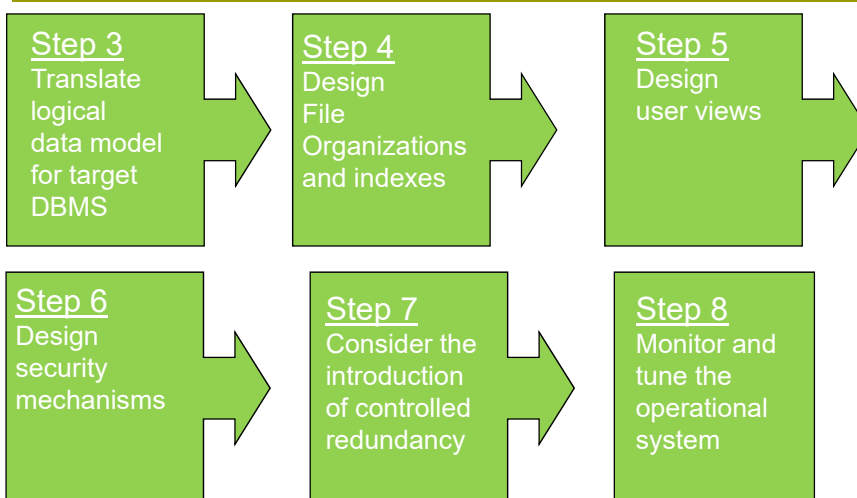 Step 3
Translate
logical
data model
for target
DBMS
Step 4
Design
File
Organizations
and indexes
Step 5
Design
user views
Step 6
Design
security
mechanisms
Step 7
Consider the
introduction
of controlled
redundancy
Step 8
Monitor and
tune the
operational
system